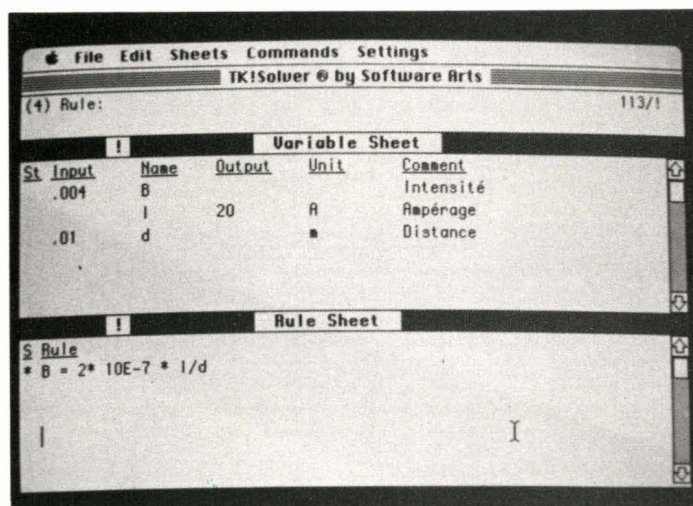 File Edit Sheets Commands Settings
TK!Solver ® by Software Arts
(4) Rule: 113/!
! Variable Sheet
St Input Name Output Unit Comment
.004 B Intensité
I 20 A Ampérage
.01 d m Distance
! Rule Sheet
S Rule
* B = 2* 10E-7 * I/d